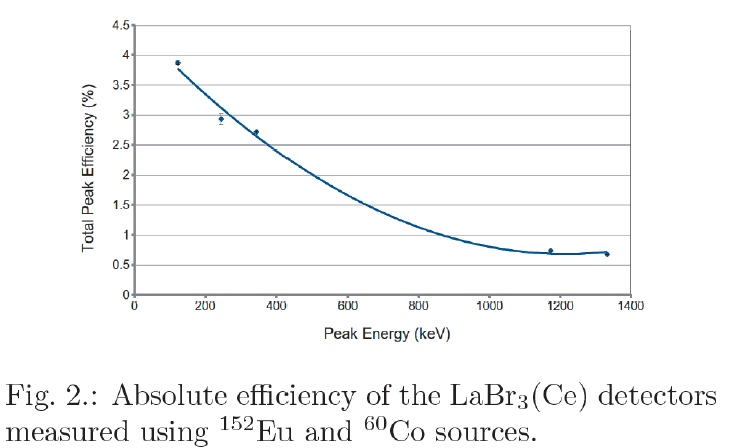 4.5
4
3.5
3
2.5
2
1.5
1
0.5
0
Total Peak Efficiency (%)
0 200 400 600 800 1000 1200 1400
Peak Energy (keV)
Fig. 2.: Absolute efficiency of the LaBr₃(Ce) detectors
measured using ¹⁵²Eu and ⁶⁰Co sources.